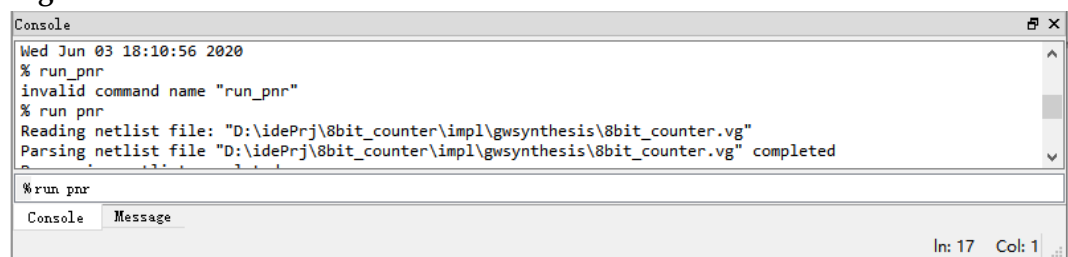 Console
Wed Jun 03 18:10:56 2020
% run_pnr
invalid command name "run_pnr"
% run pnr
Reading netlist file: "D:\idePrj\8bit_counter\impl\gwsynthesis\8bit_counter.vg"
Parsing netlist file "D:\idePrj\8bit_counter\impl\gwsynthesis\8bit_counter.vg" completed
% run pnr
Console Message
ln: 17 Col: 1